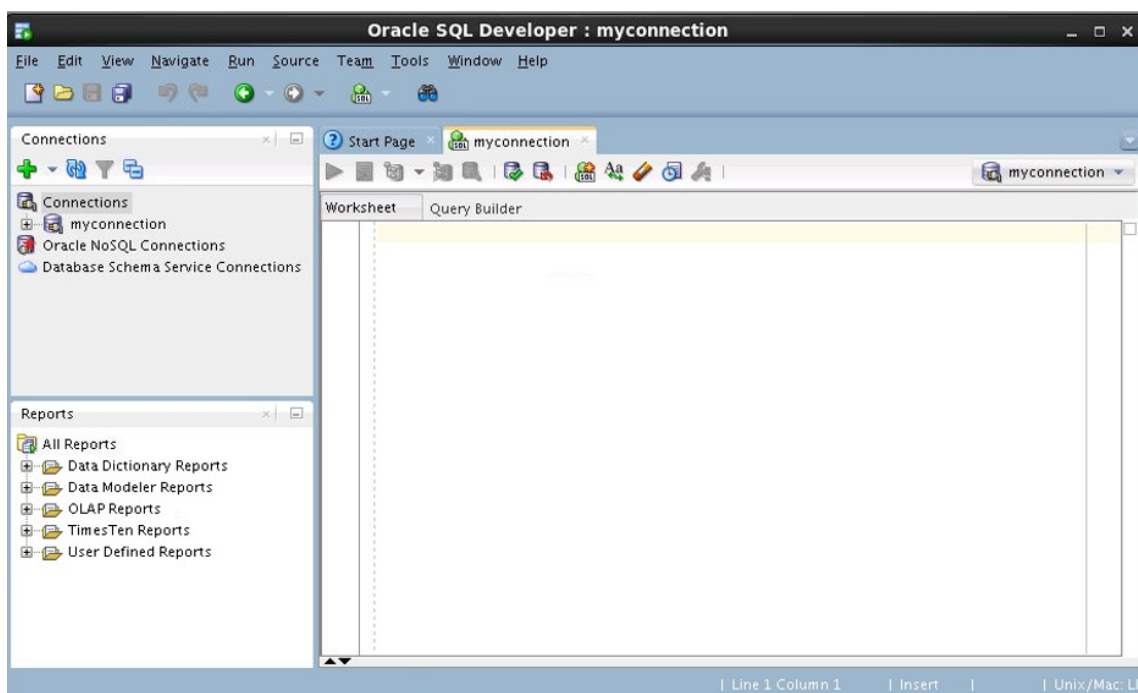 Oracle SQL Developer : myconnection
File Edit View Navigate Run Source Team Tools Window Help
Connections
Start Page
myconnection
myconnection
Connections
myconnection
Oracle NoSQL Connections
Database Schema Service Connections
Worksheet
Query Builder
Reports
All Reports
Data Dictionary Reports
Data Modeler Reports
OLAP Reports
TimesTen Reports
User Defined Reports
| Line 1 Column 1 | Insert | | Unix/Mac: